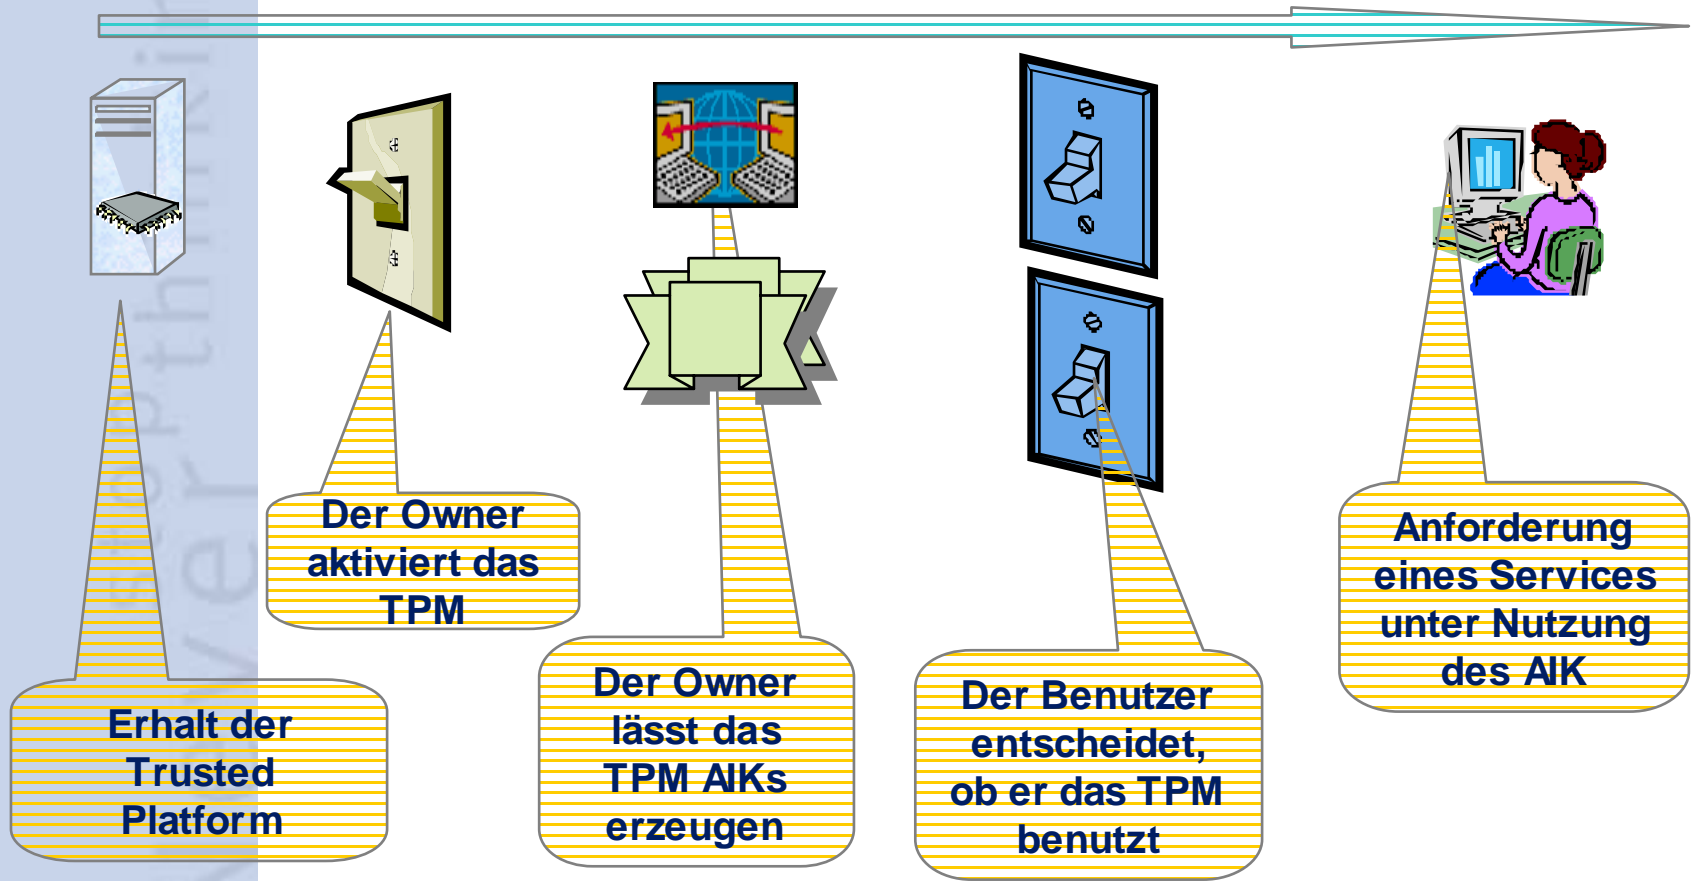 Erhalt der
Trusted
Platform
Der Owner
aktiviert das
TPM
Der Owner
lässt das
TPM AIKs
erzeugen
Der Benutzer
entscheidet,
ob er das TPM
benutzt
Anforderung
eines Services
unter Nutzung
des AIK